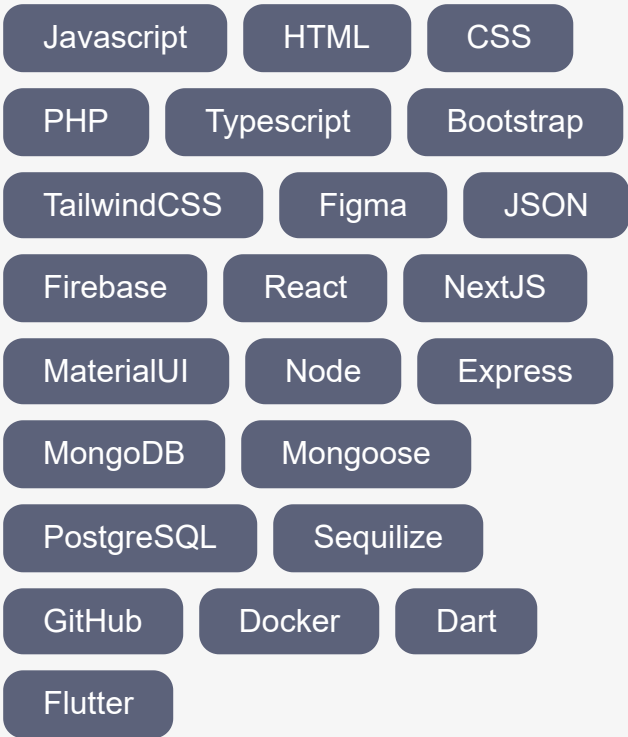 Javascript HTML CSS
PHP Typescript Bootstrap
TailwindCSS Figma JSON
Firebase React NextJS
MaterialUI Node Express
MongoDB Mongoose
PostgreSQL Sequilize
GitHub Docker Dart
Flutter